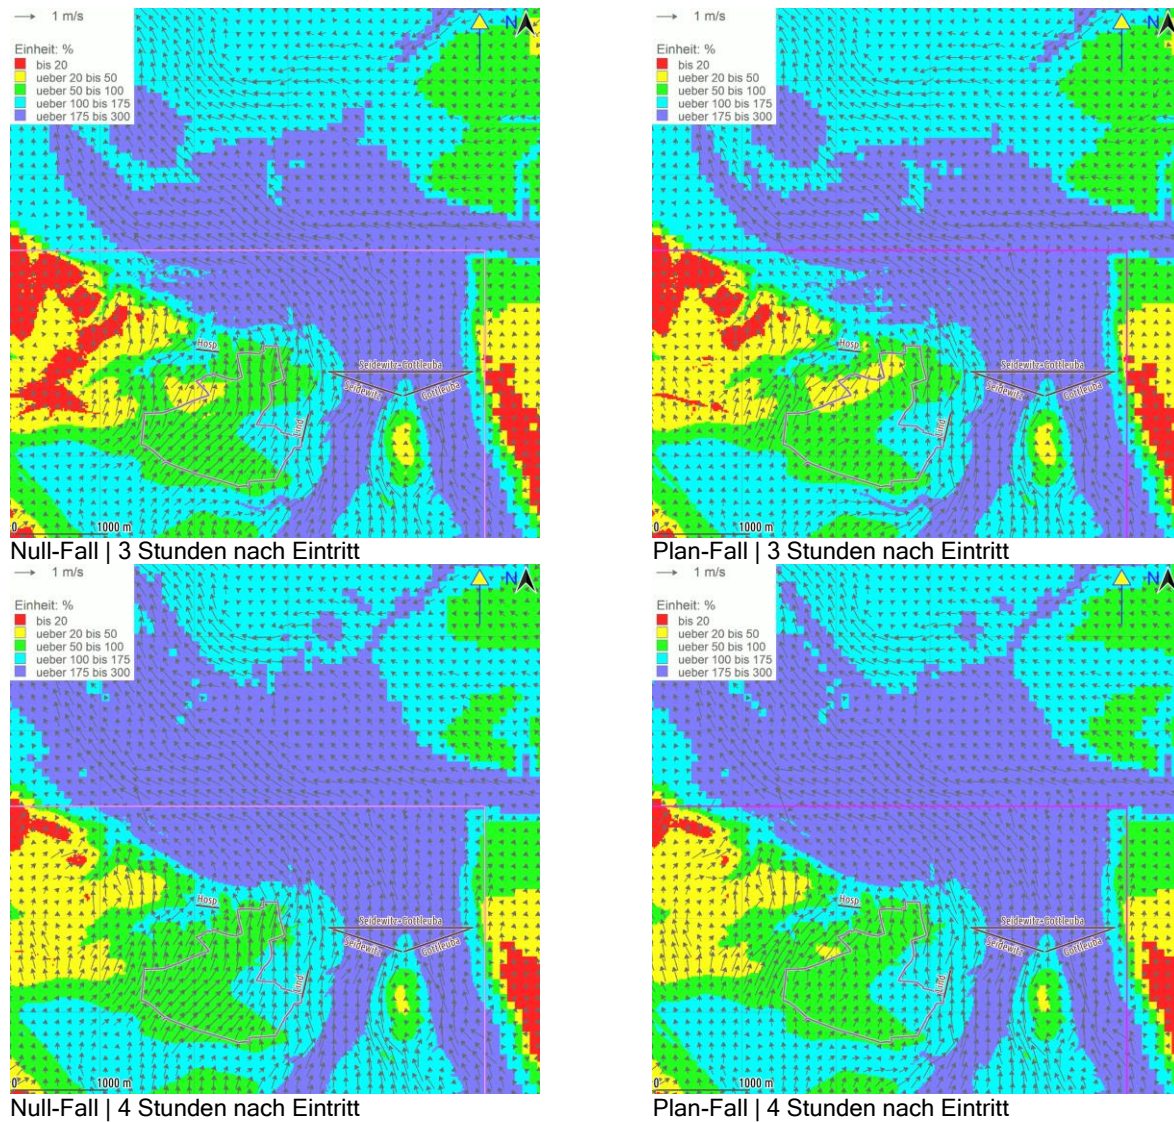 1 m/s
N
Einheit: %
bis 20
ueber 20 bis 50
ueber 50 bis 100
ueber 100 bis 175
ueber 175 bis 300
Hosp.
Seidewitz+Gottleuba
Seidewitz
Gottleuba
Lind
0
1000 m
Null-Fall | 3 Stunden nach Eintritt
1 m/s
N
Einheit: %
bis 20
ueber 20 bis 50
ueber 50 bis 100
ueber 100 bis 175
ueber 175 bis 300
Hosp.
Seidewitz+Gottleuba
Seidewitz
Gottleuba
Lind
0
1000 m
Plan-Fall | 3 Stunden nach Eintritt
1 m/s
N
Einheit: %
bis 20
ueber 20 bis 50
ueber 50 bis 100
ueber 100 bis 175
ueber 175 bis 300
Hosp.
Seidewitz+Gottleuba
Seidewitz
Gottleuba
Lind
0
1000 m
Null-Fall | 4 Stunden nach Eintritt
1 m/s
N
Einheit: %
bis 20
ueber 20 bis 50
ueber 50 bis 100
ueber 100 bis 175
ueber 175 bis 300
Hosp.
Seidewitz+Gottleuba
Seidewitz
Gottleuba
Lind
0
1000 m
Plan-Fall | 4 Stunden nach Eintritt